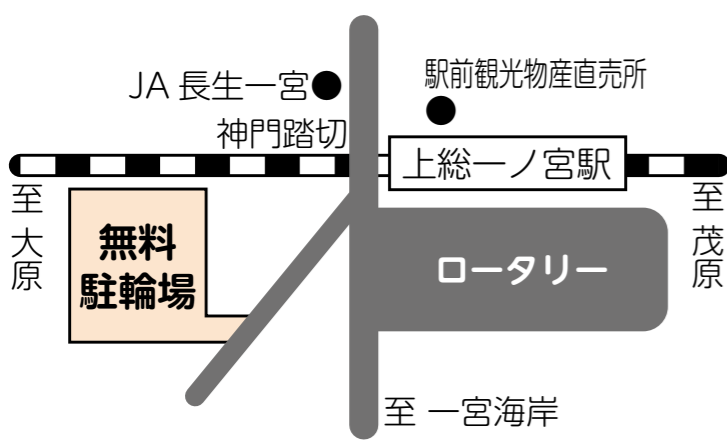 JA 長生一宮
駅前観光物産直売所
神門踏切
上総一ノ宮駅
至 大原
至 茂原
無料
駐輪場
ロータリー
至 一宮海岸